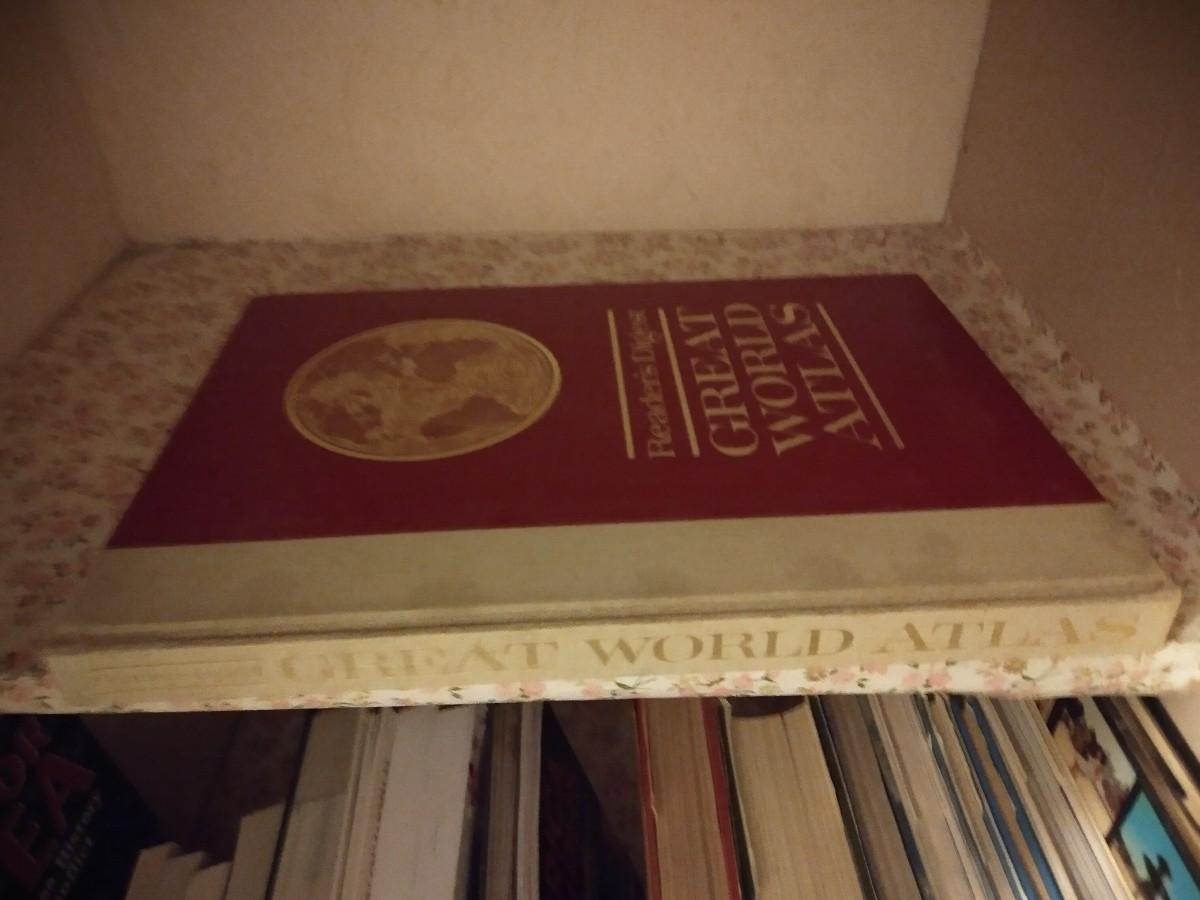 Reader's Digest
GREAT
WORLD
ATLAS
GREAT WORLD ATLAS